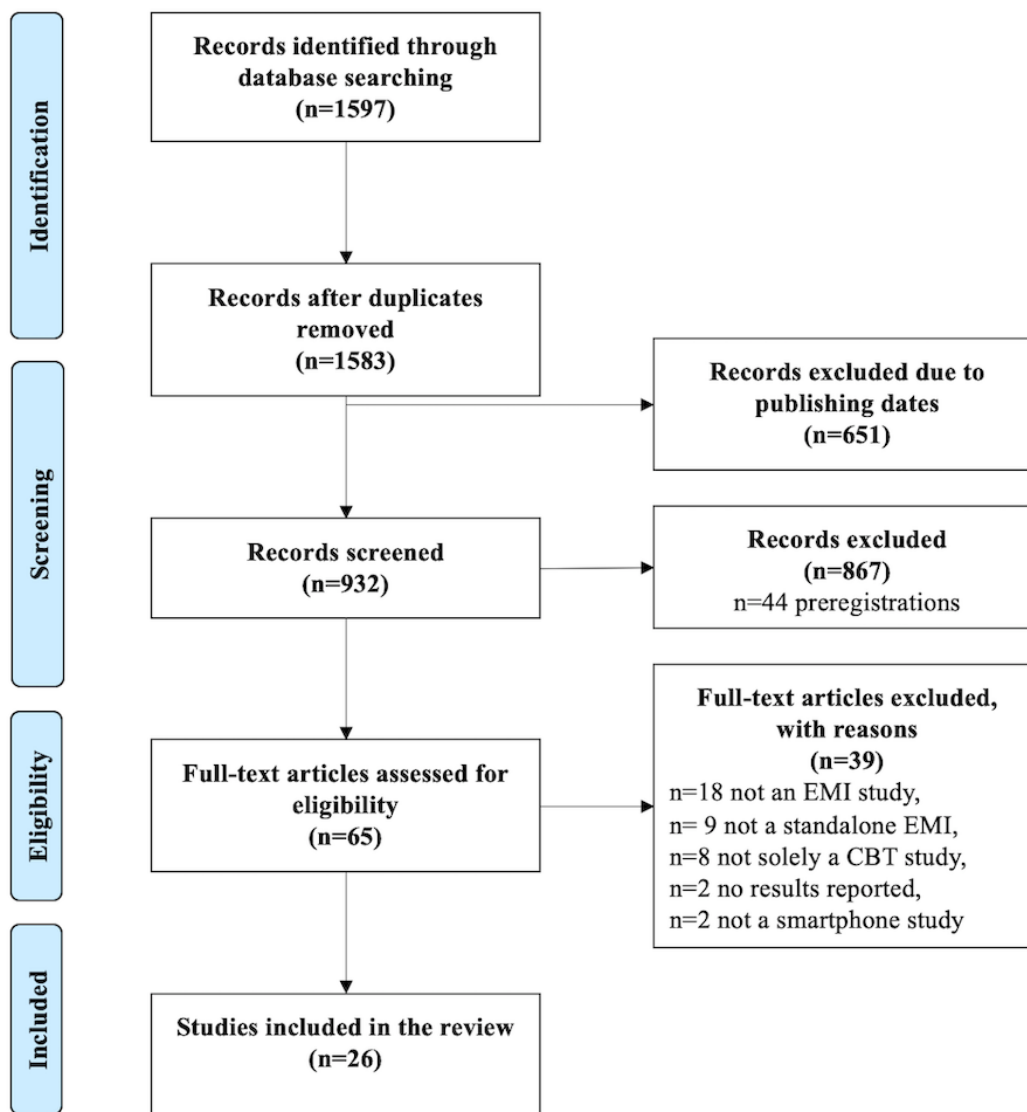 Identification
Records identified through
database searching
(n=1597)
Records after duplicates
removed
(n=1583)
Screening
Records excluded due to
publishing dates
(n=651)
Records screened
(n=932)
Records excluded
(n=867)
n=44 preregistrations
Eligibility
Full-text articles assessed for
eligibility
(n=65)
Full-text articles excluded,
with reasons
(n=39)
n=18 not an EMI study,
n= 9 not a standalone EMI,
n=8 not solely a CBT study,
n=2 no results reported,
n=2 not a smartphone study
Included
Studies included in the review
(n=26)